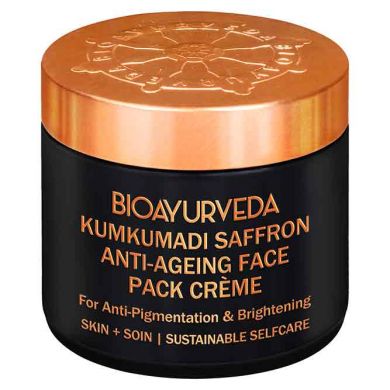 BIOAYURVEDA
KUMKUMADI SAFFRON
ANTI-AGEING FACE
PACK CRÈME
For Anti-Pigmentation & Brightening
SKIN + SOIN | SUSTAINABLE SELFCARE